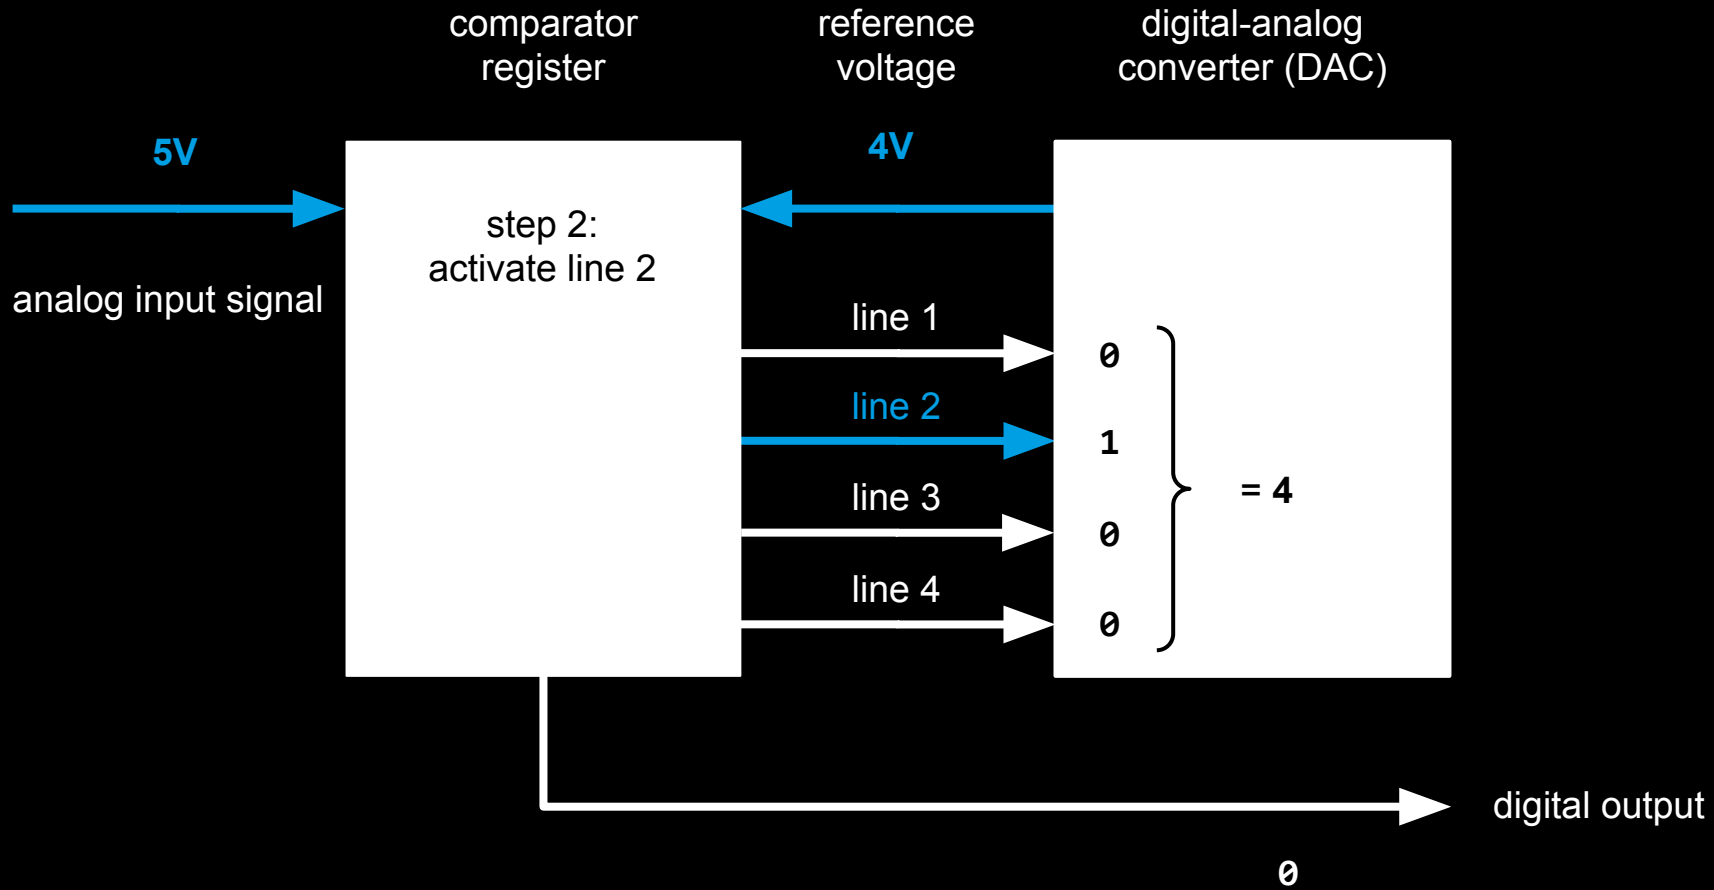 comparator
register
reference
voltage
digital-analog
converter (DAC)
5V
4V
step 2:
activate line 2
analog input signal
line 1
0
line 2
1
line 3
= 4
0
line 4
0
digital output
0